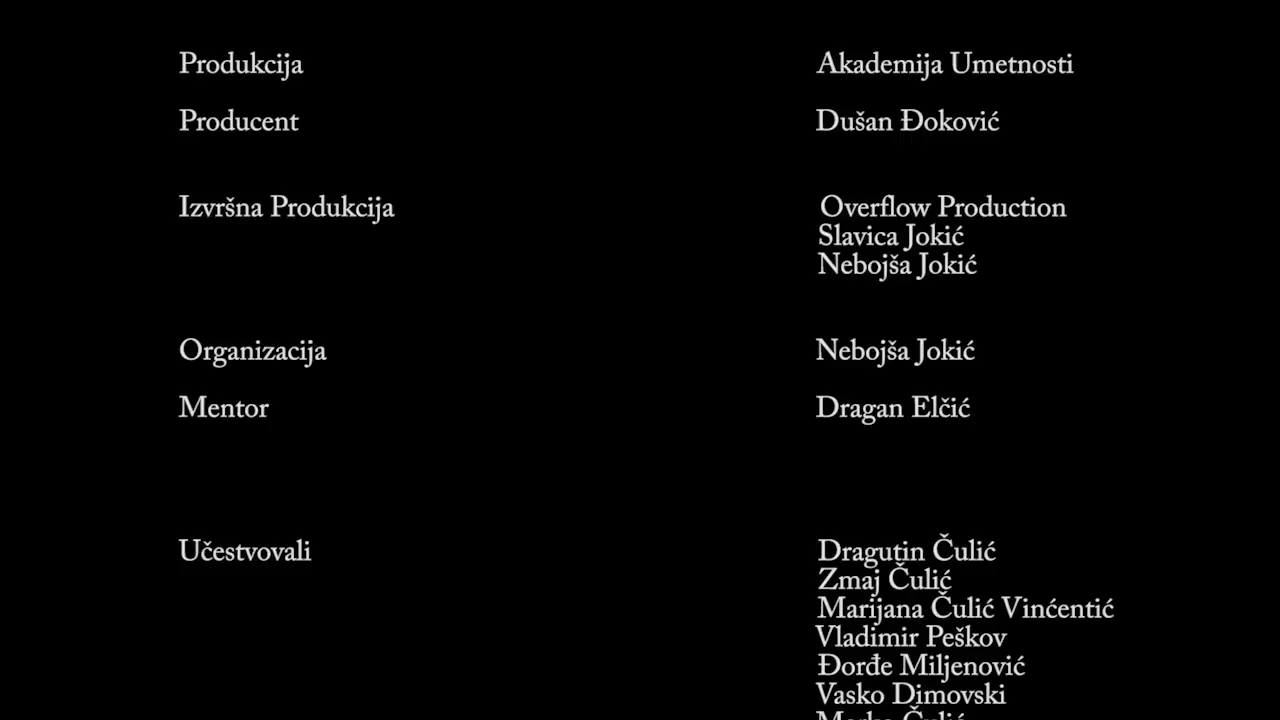 Produkcija Akademija Umetnosti
Producent Dušan Đoković
Izvršna Produkcija Overflow Production
Slavica Jokić
Nebojša Jokić
Organizacija Nebojša Jokić
Mentor Dragan Elčić
Učestvovali Dragutin Čulić
Zmaj Čulić
Marijana Čulić Vinćentić
Vladimir Peškov
Đorđe Miljenović
Vasko Dimovski
Čulić